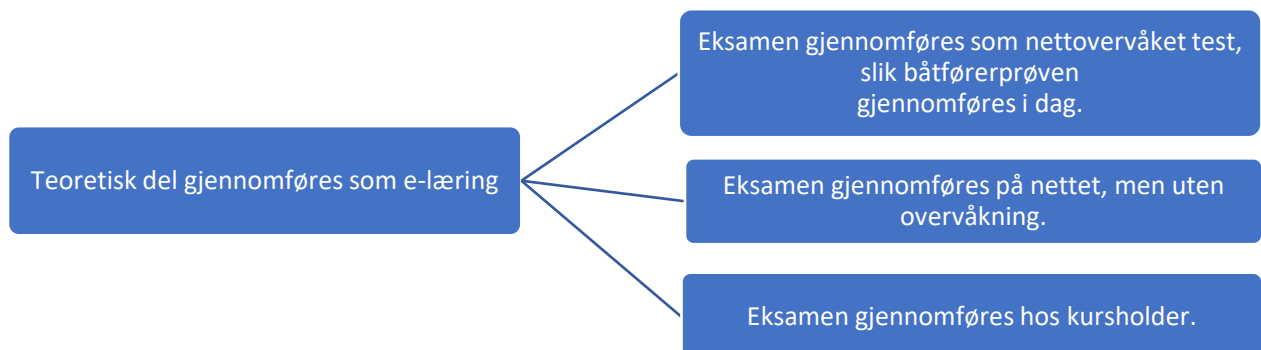 Teoretisk del gjennomføres som e-læring
Eksamen gjennomføres som nettovervåket test,
slik båtførerprøven
gjennomføres i dag.
Eksamen gjennomføres på nettet, men uten
overvåkning.
Eksamen gjennomføres hos kursholder.